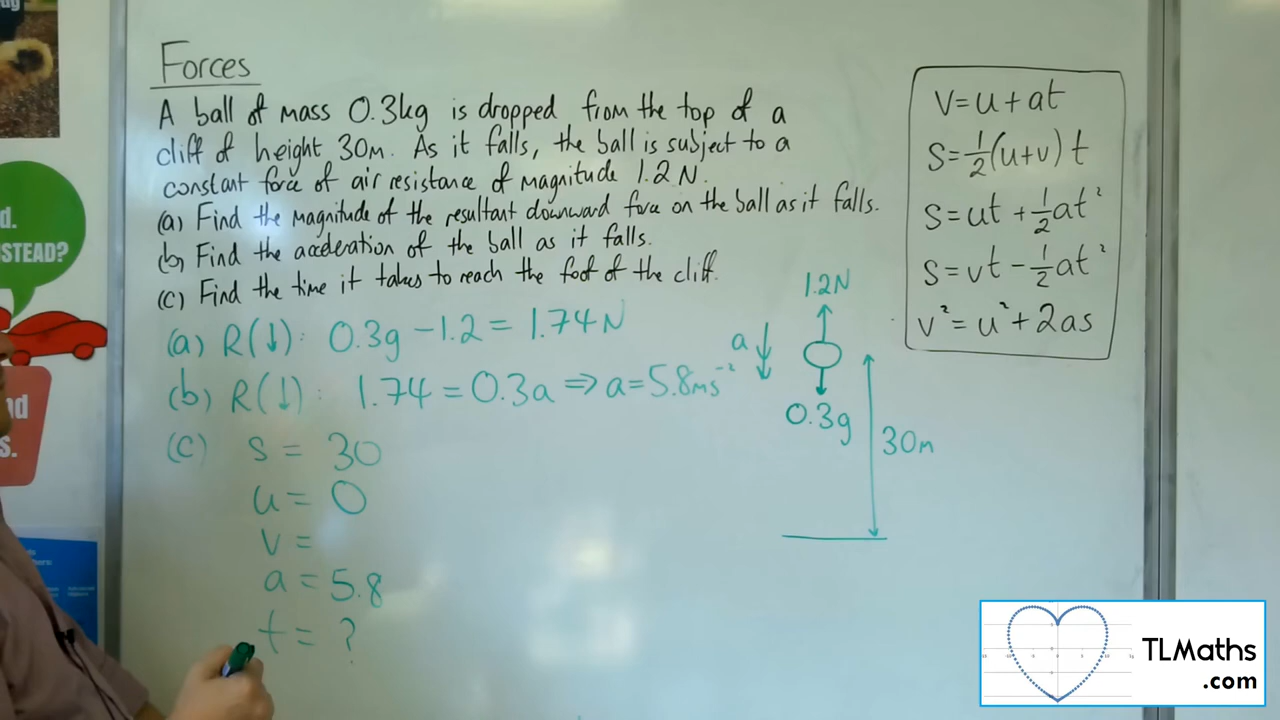 Forces
A ball of mass 0.3kg is dropped from the top of a
cliff of height 30m. As it falls, the ball is subject to a
constant force of air resistance of magnitude 1.2 N.
(a) Find the magnitude of the resultant downward force on the ball as it falls.
(b) Find the acceleration of the ball as it falls.
(c) Find the time it takes to reach the foot of the cliff.
(a) R(↓): 0.3g - 1.2 = 1.74 N
(b) R(↓): 1.74 = 0.3a ⇒ a = 5.8ms⁻²
(c) s = 30
u = 0
v =
a = 5.8
t = ?
1.2N
a
0.3g
30m
v = u + at
s = ½(u+v) t
s = ut + ½at²
s = vt - ½at²
v² = u² + 2as
d.
STEAD?
nd
s.
TLMaths
.com